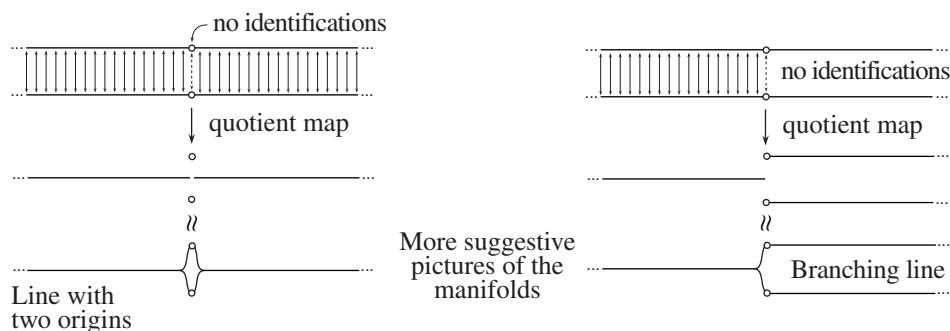 no identifications
...
...
...
...
quotient map
...
...
≈
...
...
Line with
two origins
More suggestive
pictures of the
manifolds
...
no identifications
...
...
...
quotient map
...
...
...
≈
...
...
Branching line
...